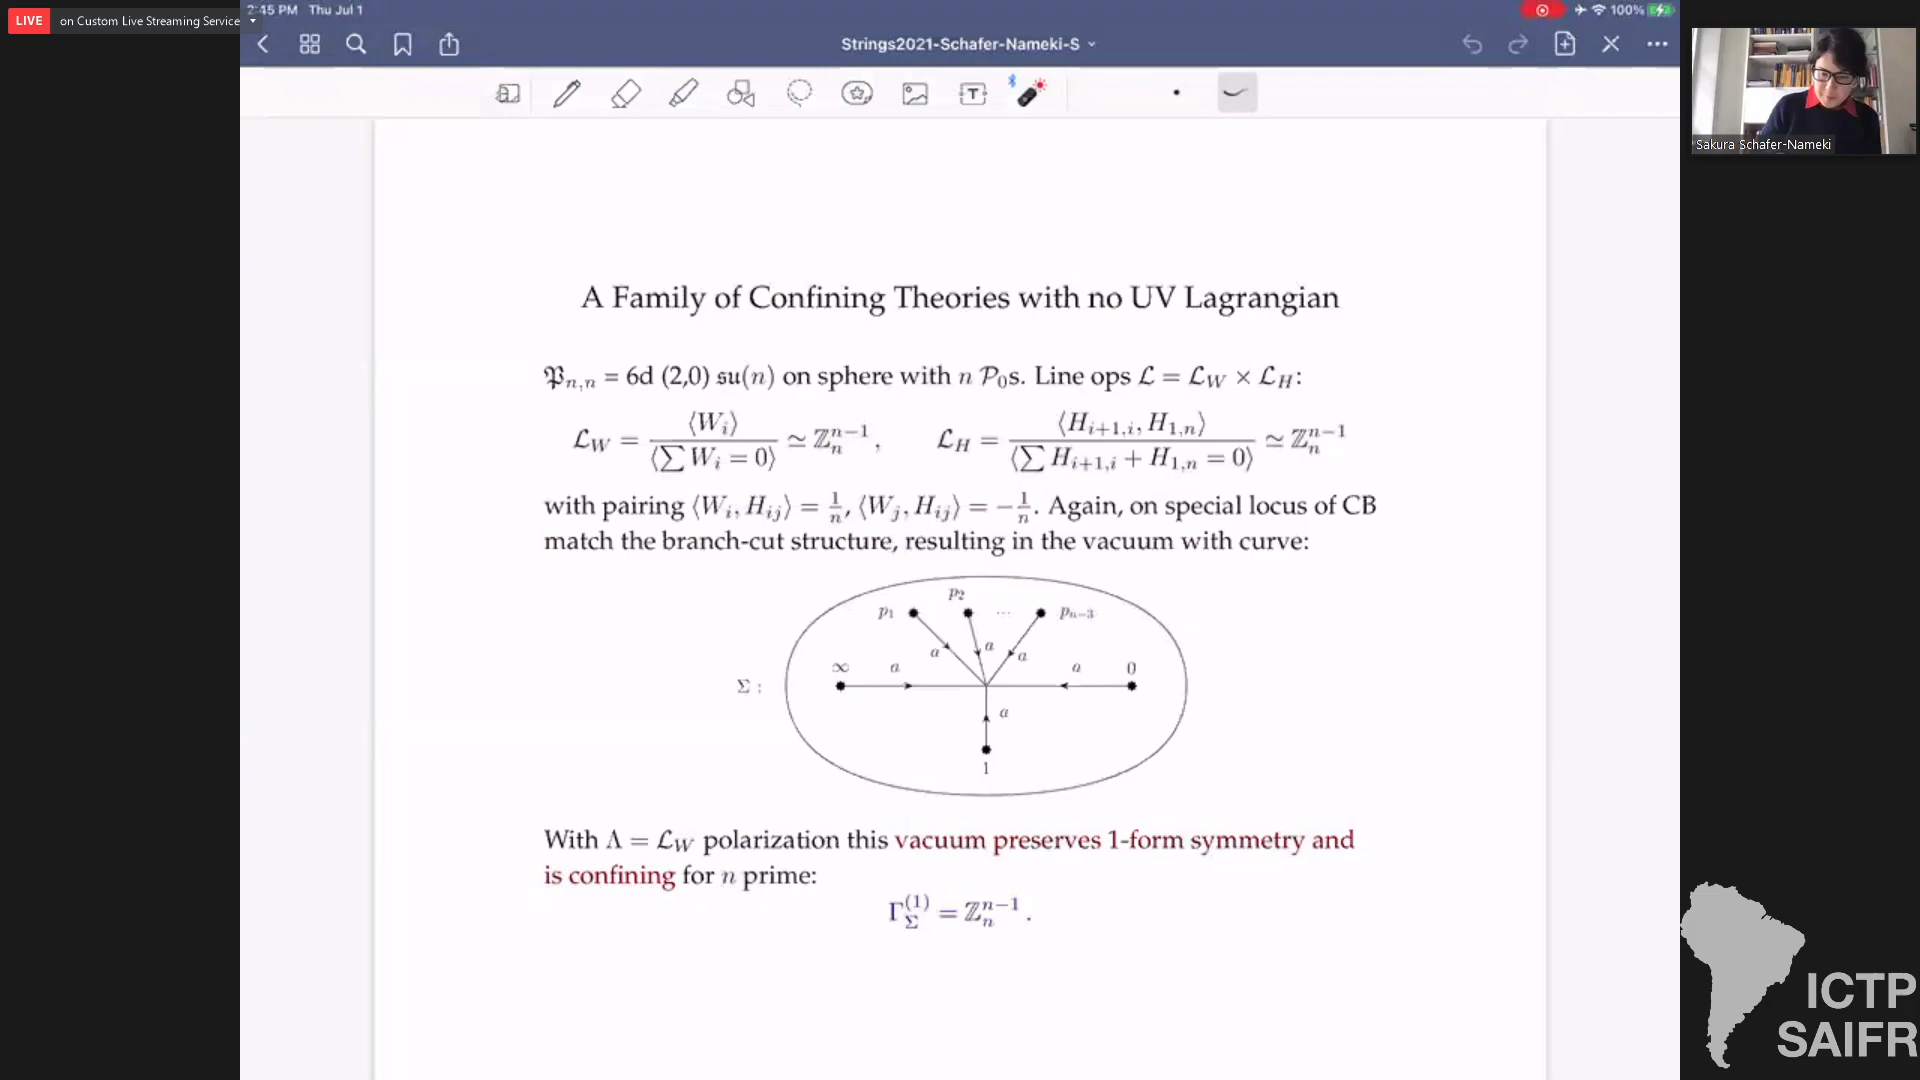 LIVE on Custom Live Streaming Service
2:45 PM Thu Jul 1
100%
Strings2021-Schafer-Nameki-S
T
Sakura Schafer-Nameki
A Family of Confining Theories with no UV Lagrangian
𝔓ₙ,ₙ = 6d (2,0) 𝔰𝔲(n) on sphere with n 𝒫₀s. Line ops ℒ = ℒ_W × ℒ_H:
ℒ_W = ⟨W_i⟩ / ⟨∑ W_i = 0⟩ ≃ ℤ_n^{n−1} , ℒ_H = ⟨H_{i+1,i}, H_{1,n}⟩ / ⟨∑ H_{i+1,i} + H_{1,n} = 0⟩ ≃ ℤ_n^{n−1}
with pairing ⟨W_i, H_{ij}⟩ = 1/n, ⟨W_j, H_{ij}⟩ = −1/n. Again, on special locus of CB
match the branch-cut structure, resulting in the vacuum with curve:
p₂
p₁ ··· p_{n−3}
a a a
∞ a a 0
Σ :
a
1
With Λ = ℒ_W polarization this vacuum preserves 1-form symmetry and
is confining for n prime:
Γ_Σ^{(1)} = ℤ_n^{n−1} .
ICTP
SAIFR